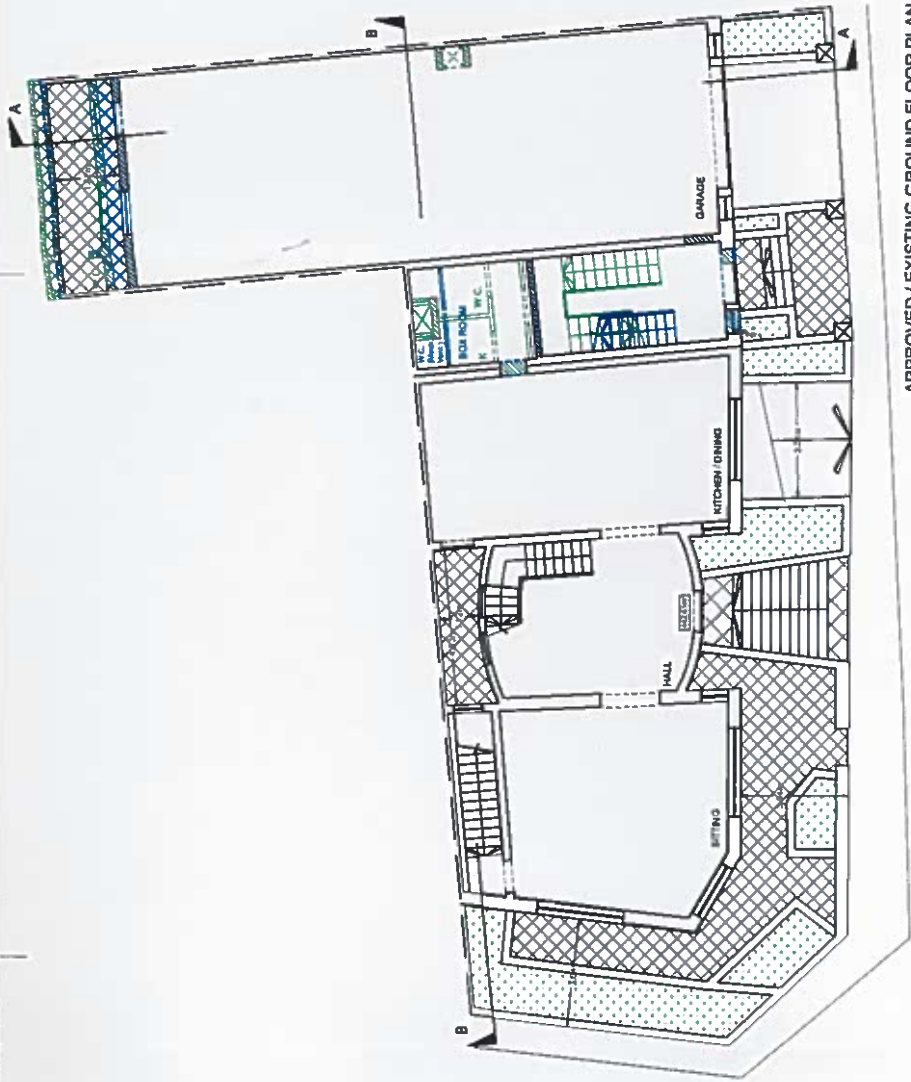 A
B
GARAGE
W.C.
BOX ROOM
W.C.
K
KITCHEN / DINING
HALL
SITTING
B
A
APPROVED / EXISTING GROUND FLOOR PLAN